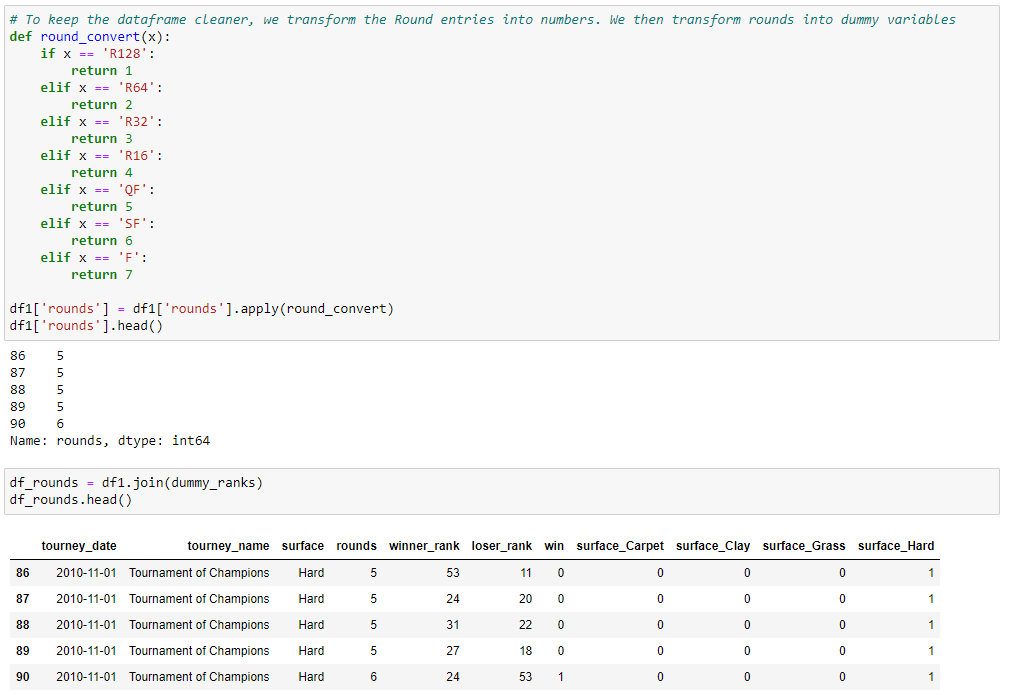 # To keep the dataframe cleaner, we transform the Round entries into numbers. We then transform rounds into dummy variables
def round_convert(x):
    if x == 'R128':
        return 1
    elif x == 'R64':
        return 2
    elif x == 'R32':
        return 3
    elif x == 'R16':
        return 4
    elif x == 'QF':
        return 5
    elif x == 'SF':
        return 6
    elif x == 'F':
        return 7

df1['rounds'] = df1['rounds'].apply(round_convert)
df1['rounds'].head()
86    5
87    5
88    5
89    5
90    6
Name: rounds, dtype: int64
df_rounds = df1.join(dummy_ranks)
df_rounds.head()
tourney_date tourney_name surface rounds winner_rank loser_rank win surface_Carpet surface_Clay surface_Grass surface_Hard
86 2010-11-01 Tournament of Champions Hard 5 53 11 0 0 0 0 1
87 2010-11-01 Tournament of Champions Hard 5 24 20 0 0 0 0 1
88 2010-11-01 Tournament of Champions Hard 5 31 22 0 0 0 0 1
89 2010-11-01 Tournament of Champions Hard 5 27 18 0 0 0 0 1
90 2010-11-01 Tournament of Champions Hard 6 24 53 1 0 0 0 1